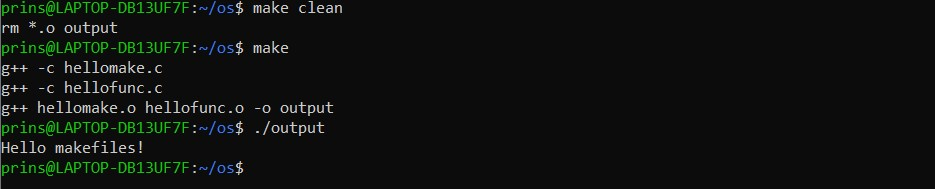 prins@LAPTOP-DB13UF7F:~/os$ make clean
rm *.o output
prins@LAPTOP-DB13UF7F:~/os$ make
g++ -c hellomake.c
g++ -c hellofunc.c
g++ hellomake.o hellofunc.o -o output
prins@LAPTOP-DB13UF7F:~/os$ ./output
Hello makefiles!
prins@LAPTOP-DB13UF7F:~/os$